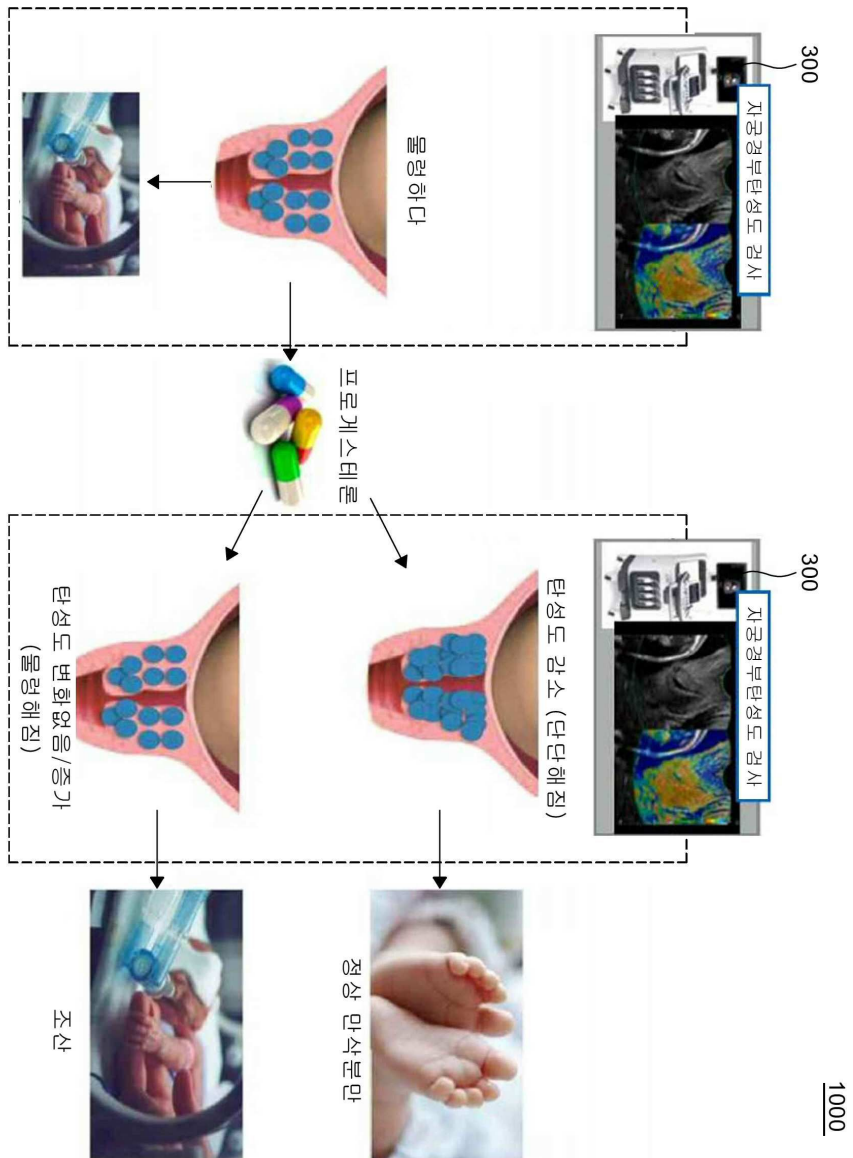 300
자궁경부탄성도 검사
물렁하다
프로게스테론
300
자궁경부탄성도 검사
탄성도 감소 (단단해짐)
탄성도 변화없음/증가
(물렁해짐)
정상 만삭분만
조산
1000